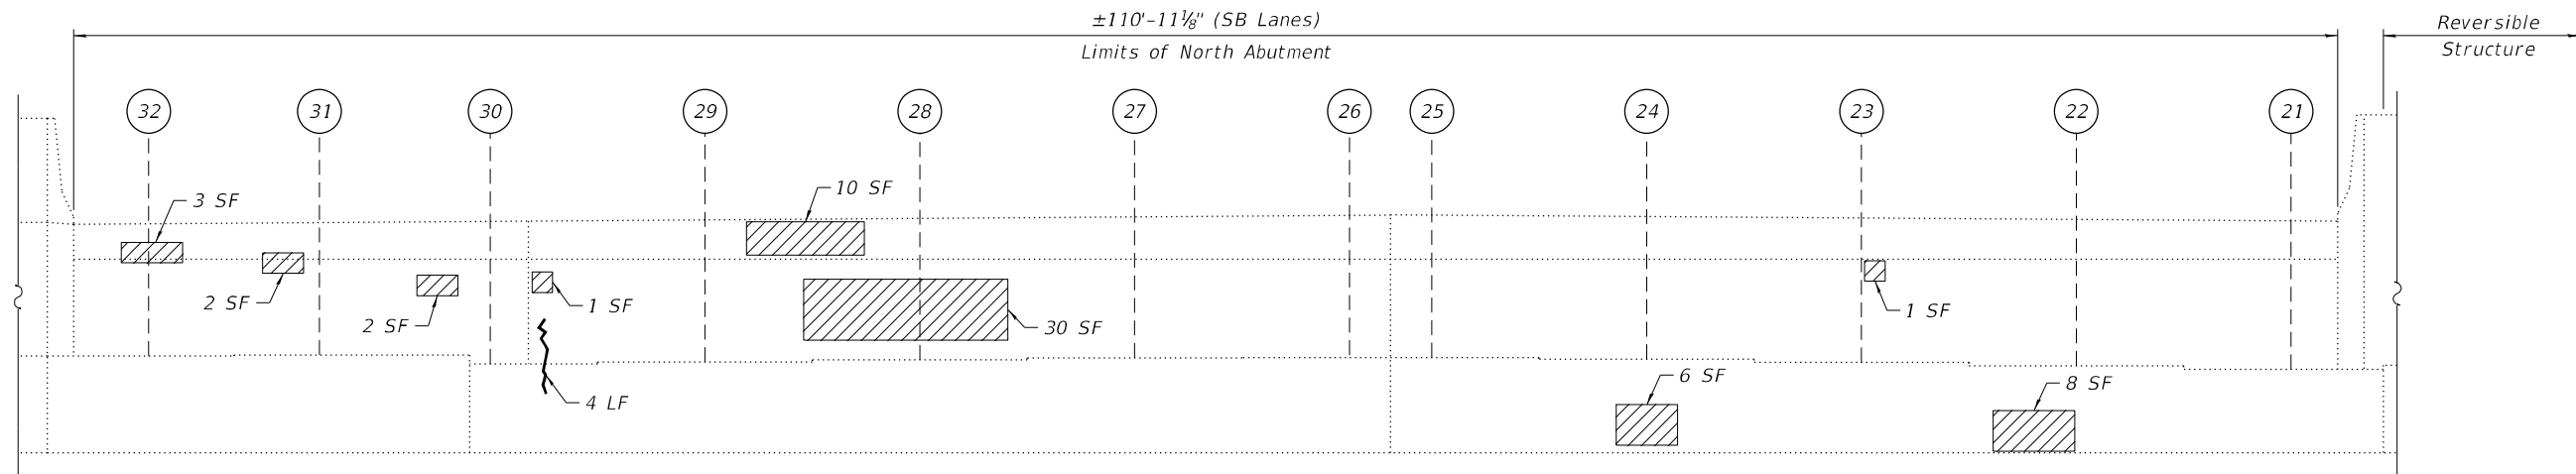 ±110'-11⅛" (SB Lanes)
Limits of North Abutment
Reversible
Structure
32 31 30 29 28 27 26 25 24 23 22 21
3 SF
10 SF
2 SF
2 SF
1 SF
30 SF
1 SF
4 LF
6 SF
8 SF